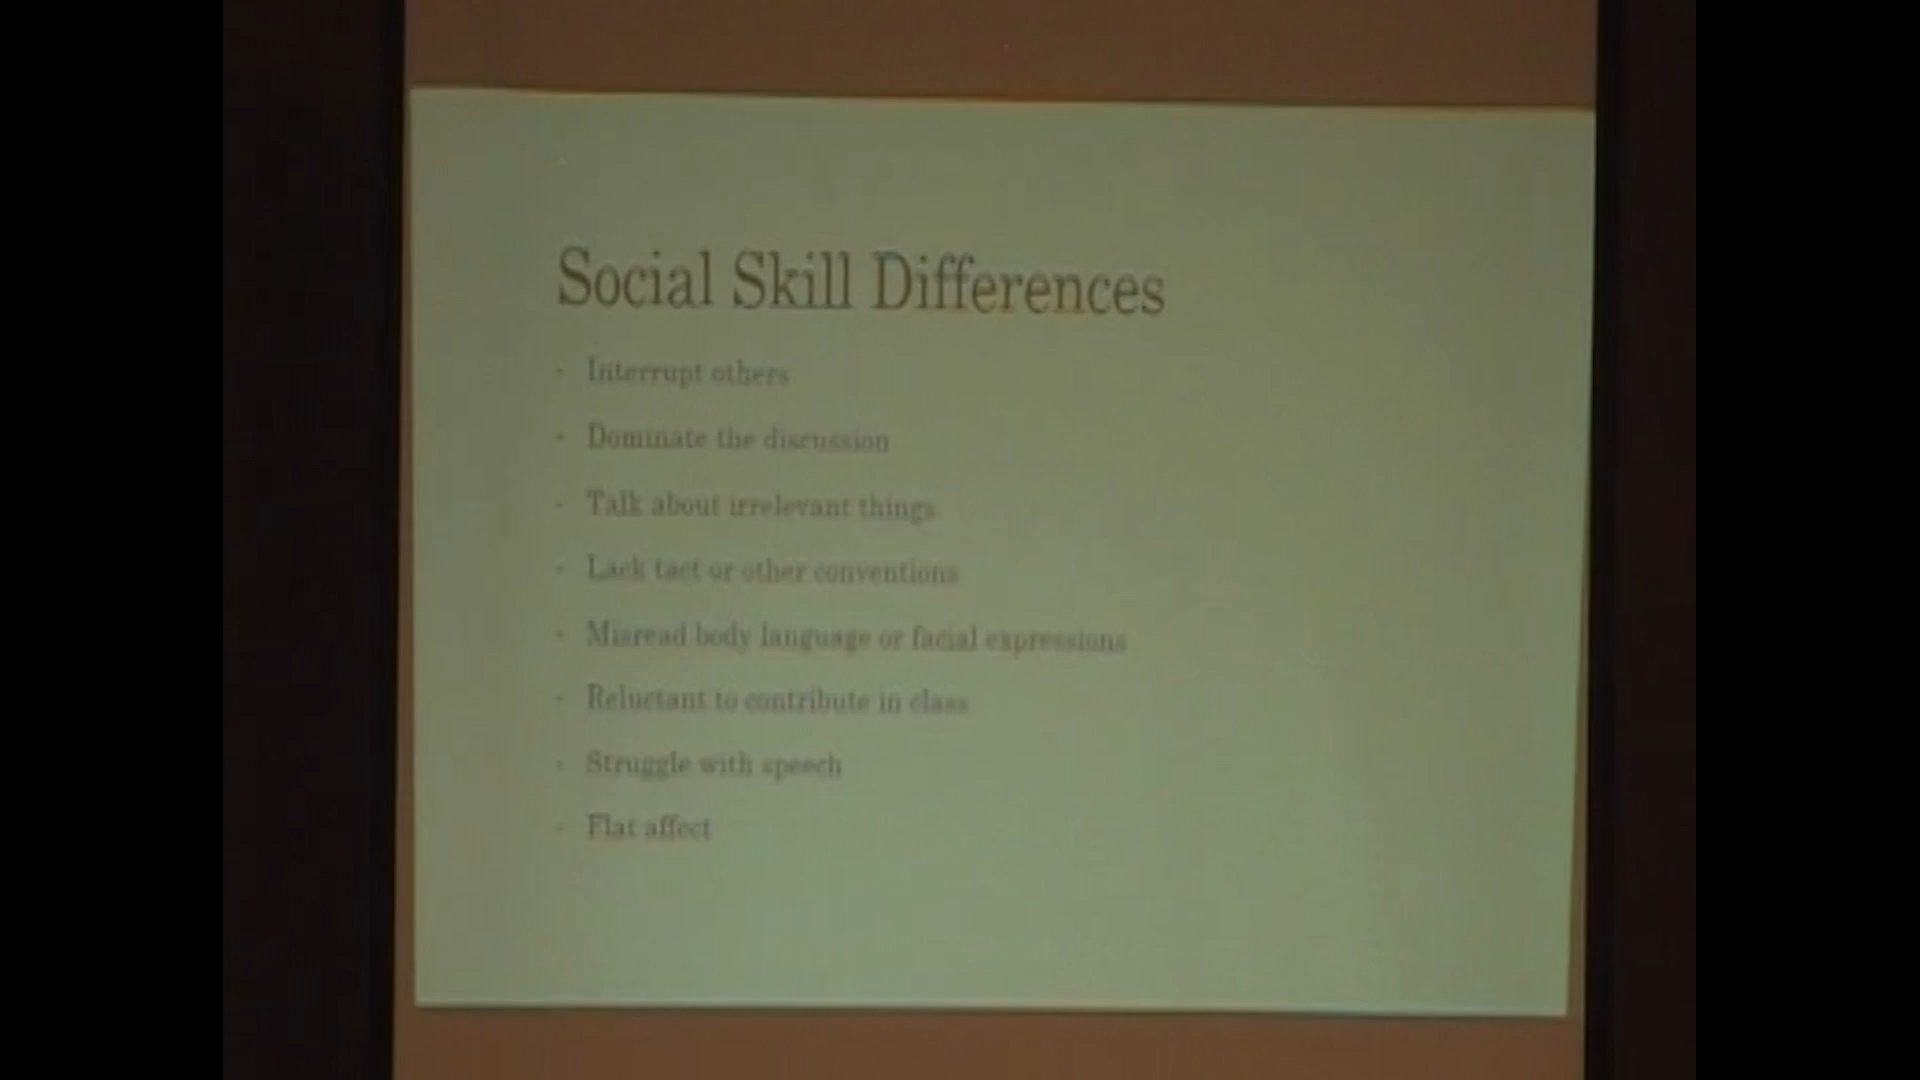 Social Skill Differences
- Interrupt others
- Dominate the discussion
- Talk about irrelevant things
- Lack tact or other conventions
- Misread body language or facial expressions
- Reluctant to contribute in class
- Struggle with speech
- Flat affect